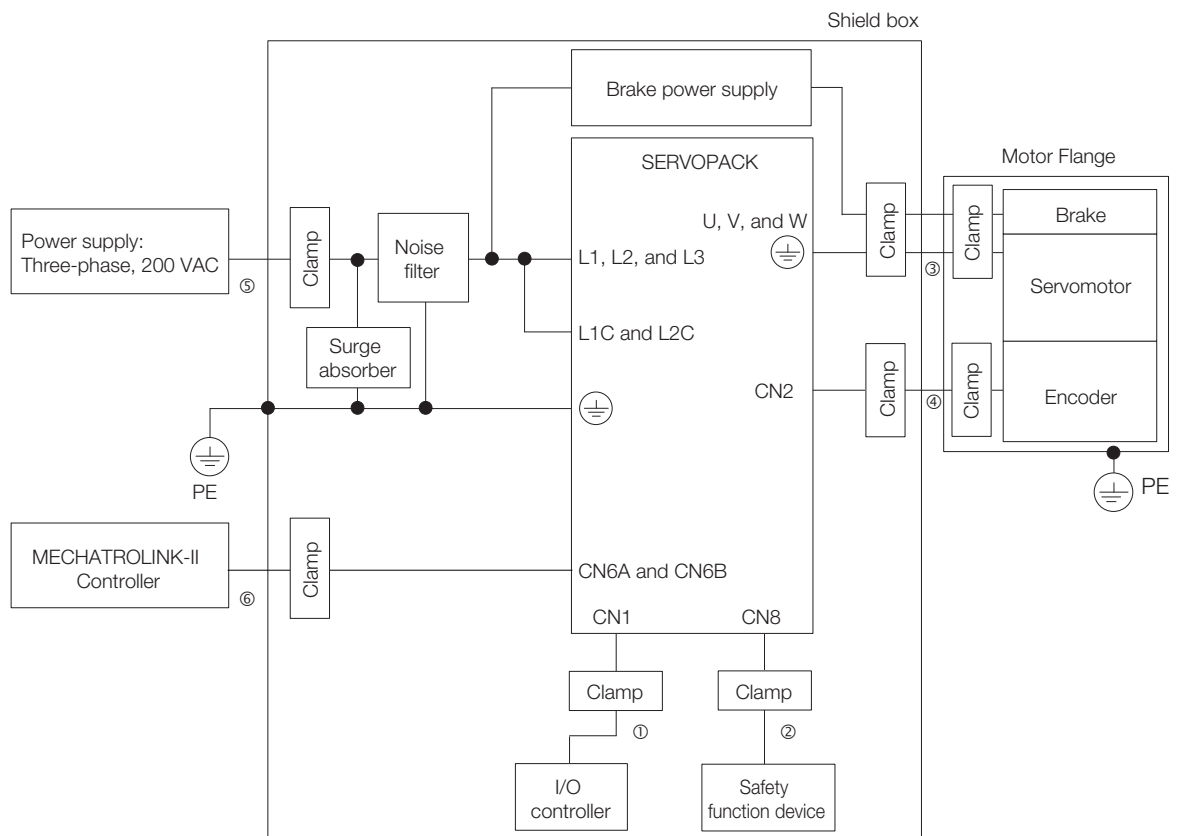 Shield box
Brake power supply
SERVOPACK
Motor Flange
U, V, and W
Clamp
Clamp
Brake
Power supply:
Three-phase, 200 VAC
⑤
Clamp
Noise
filter
L1, L2, and L3
③
Servomotor
L1C and L2C
Surge
absorber
CN2
Clamp
④
Clamp
Encoder
PE
PE
MECHATROLINK-II
Controller
⑥
Clamp
CN6A and CN6B
CN1
CN8
Clamp
Clamp
①
②
I/O
controller
Safety
function device